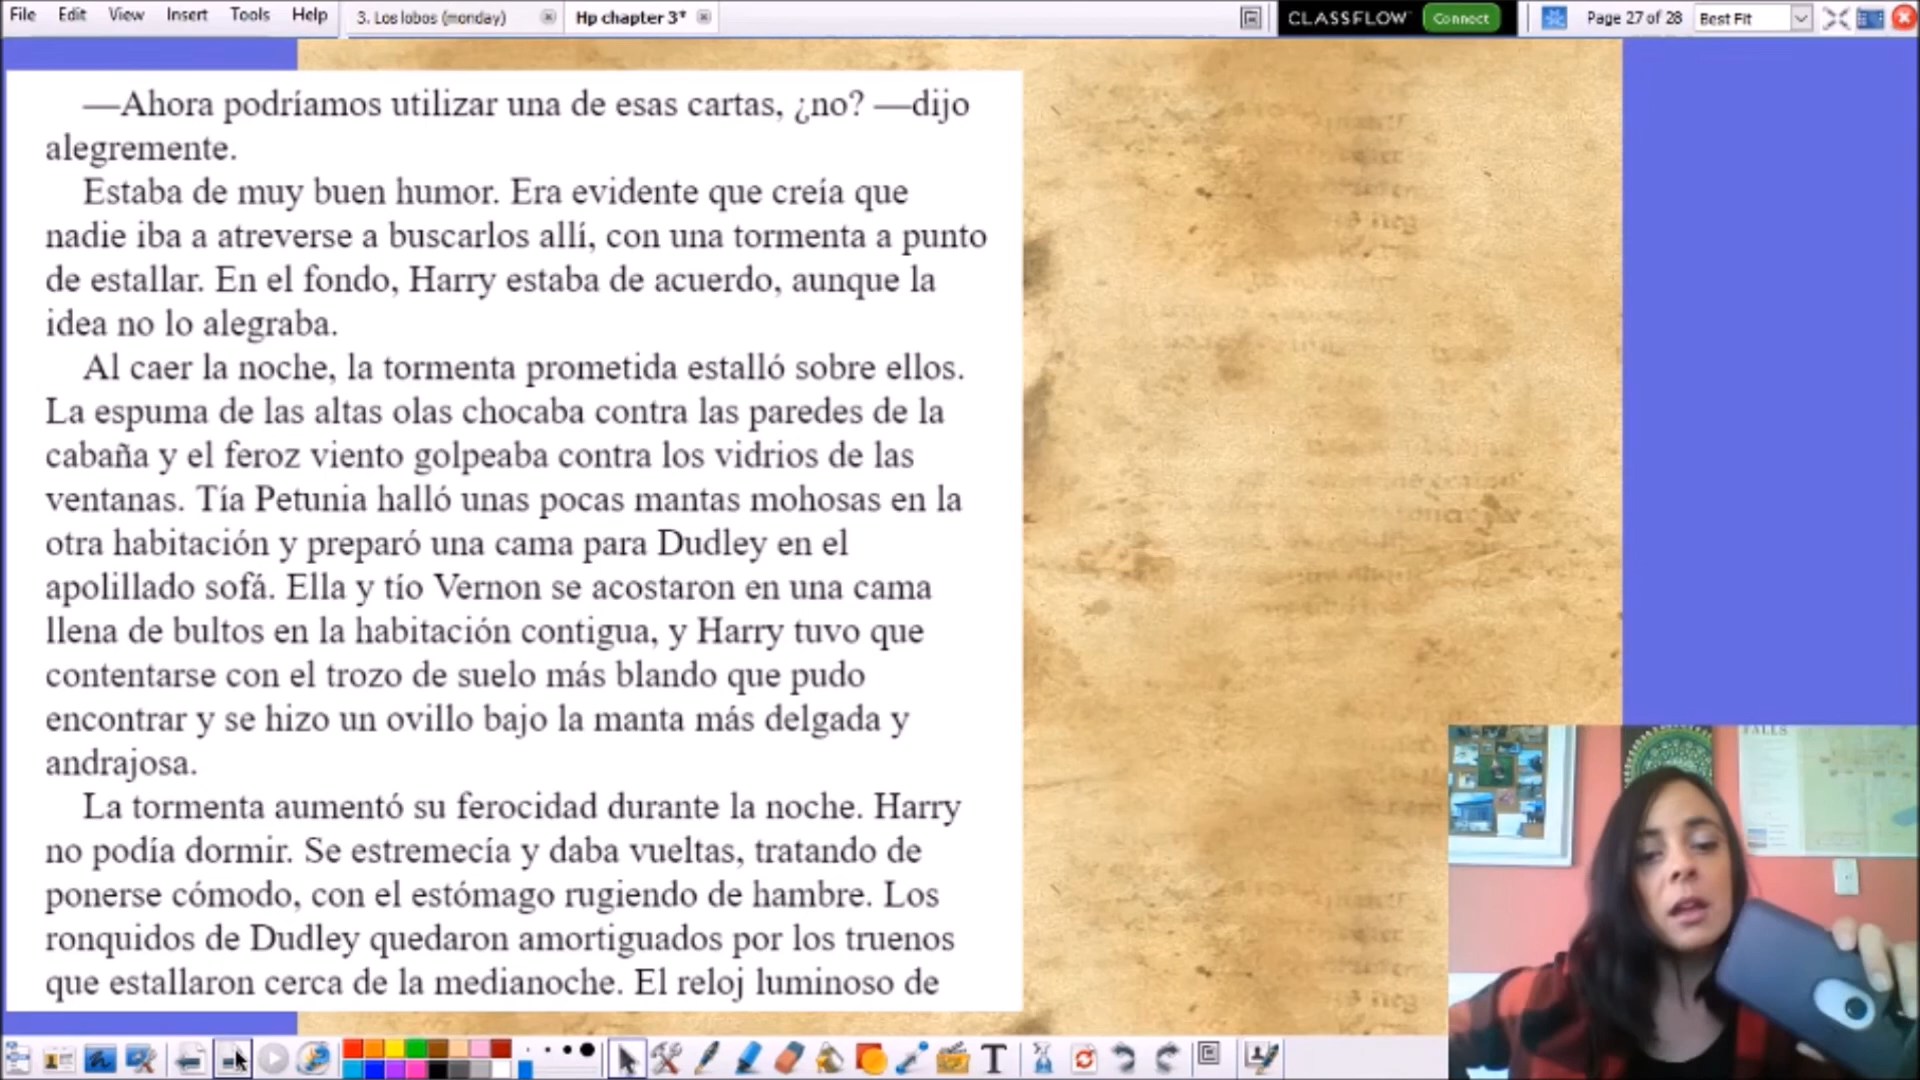 File Edit View Insert Tools Help 3. Los lobos (monday) Hp chapter 3* CLASSFLOW Connect Page 27 of 28 Best Fit
—Ahora podríamos utilizar una de esas cartas, ¿no? —dijo
alegremente.
Estaba de muy buen humor. Era evidente que creía que
nadie iba a atreverse a buscarlos allí, con una tormenta a punto
de estallar. En el fondo, Harry estaba de acuerdo, aunque la
idea no lo alegraba.
Al caer la noche, la tormenta prometida estalló sobre ellos.
La espuma de las altas olas chocaba contra las paredes de la
cabaña y el feroz viento golpeaba contra los vidrios de las
ventanas. Tía Petunia halló unas pocas mantas mohosas en la
otra habitación y preparó una cama para Dudley en el
apolillado sofá. Ella y tío Vernon se acostaron en una cama
llena de bultos en la habitación contigua, y Harry tuvo que
contentarse con el trozo de suelo más blando que pudo
encontrar y se hizo un ovillo bajo la manta más delgada y
andrajosa.
La tormenta aumentó su ferocidad durante la noche. Harry
no podía dormir. Se estremecía y daba vueltas, tratando de
ponerse cómodo, con el estómago rugiendo de hambre. Los
ronquidos de Dudley quedaron amortiguados por los truenos
que estallaron cerca de la medianoche. El reloj luminoso de
FALLS